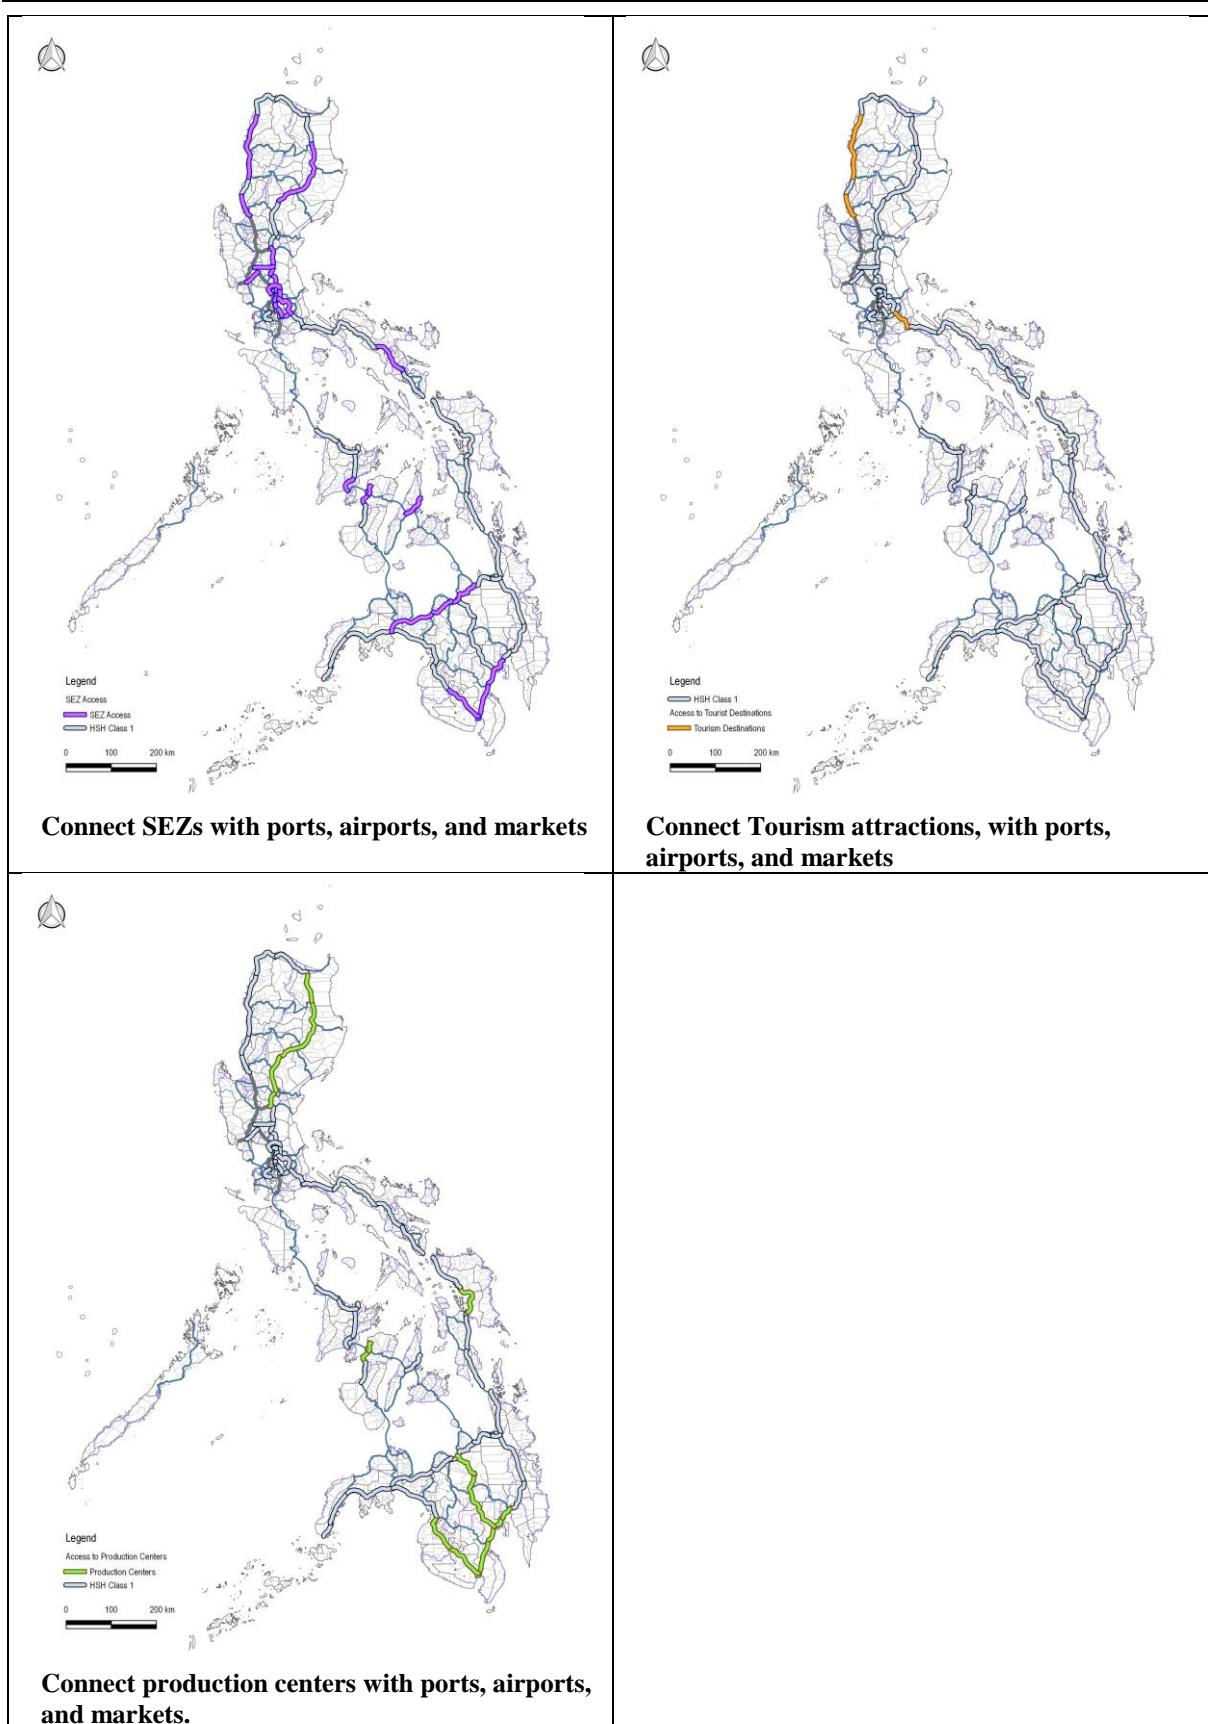 Legend
SEZ Access
SEZ Access
HSH Class 1
0 100 200 km
Connect SEZs with ports, airports, and markets
Legend
HSH Class 1
Access to Tourist Destinations
Tourism Destinations
0 100 200 km
Connect Tourism attractions, with ports,
airports, and markets
Legend
Access to Production Centers
Production Centers
HSH Class 1
0 100 200 km
Connect production centers with ports, airports,
and markets.